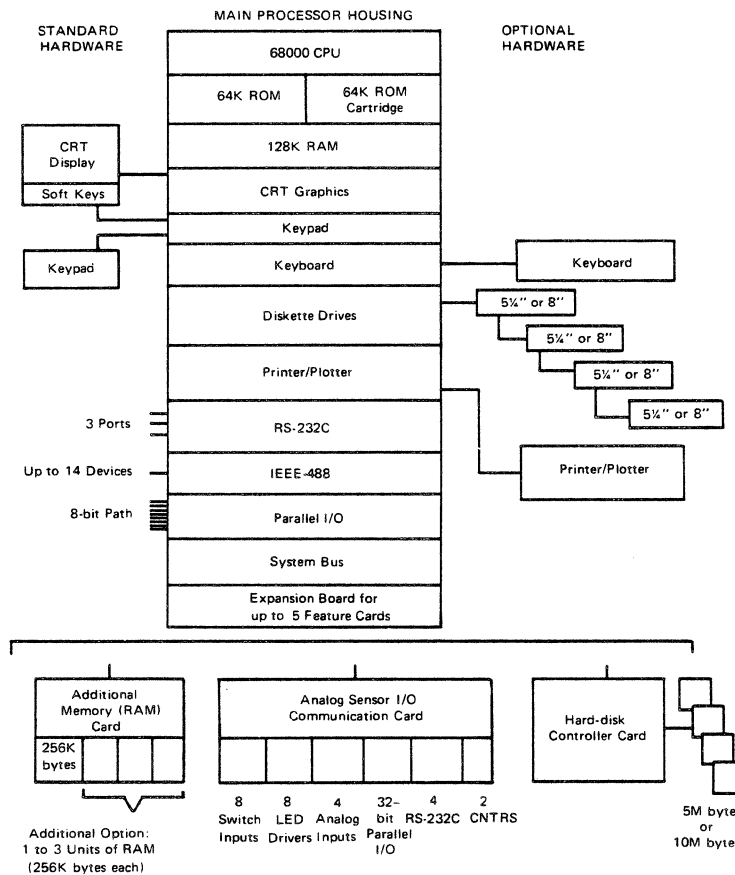 MAIN PROCESSOR HOUSING
STANDARD
HARDWARE
OPTIONAL
HARDWARE
68000 CPU
64K ROM
64K ROM
Cartridge
128K RAM
CRT Graphics
Keypad
Keyboard
Diskette Drives
Printer/Plotter
RS-232C
IEEE-488
Parallel I/O
System Bus
Expansion Board for
up to 5 Feature Cards
CRT
Display
Soft Keys
Keypad
3 Ports
Up to 14 Devices
8-bit Path
Keyboard
5¼" or 8"
5¼" or 8"
5¼" or 8"
5¼" or 8"
Printer/Plotter
Additional
Memory (RAM)
Card
256K
bytes
Additional Option:
1 to 3 Units of RAM
(256K bytes each)
Analog Sensor I/O
Communication Card
8
Switch
Inputs
8
LED
Drivers
4
Analog
Inputs
32-
bit
Parallel
I/O
4
RS-232C
2
CNTRS
Hard-disk
Controller Card
5M byte
or
10M byte